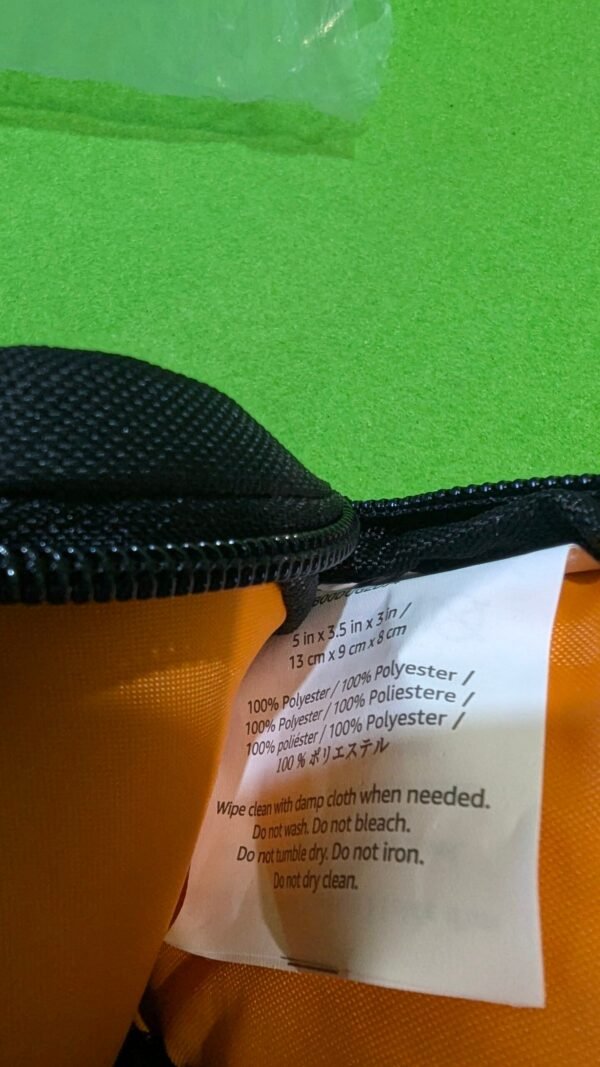 5 in x 3.5 in x 3 in /
13 cm x 9 cm x 8 cm
100% Polyester / 100% Polyester /
100% Polyester / 100% Poliestere /
100% poliéster / 100% Polyester /
100 % ポリエステル
Wipe clean with damp cloth when needed.
Do not wash. Do not bleach.
Do not tumble dry. Do not iron.
Do not dry clean.